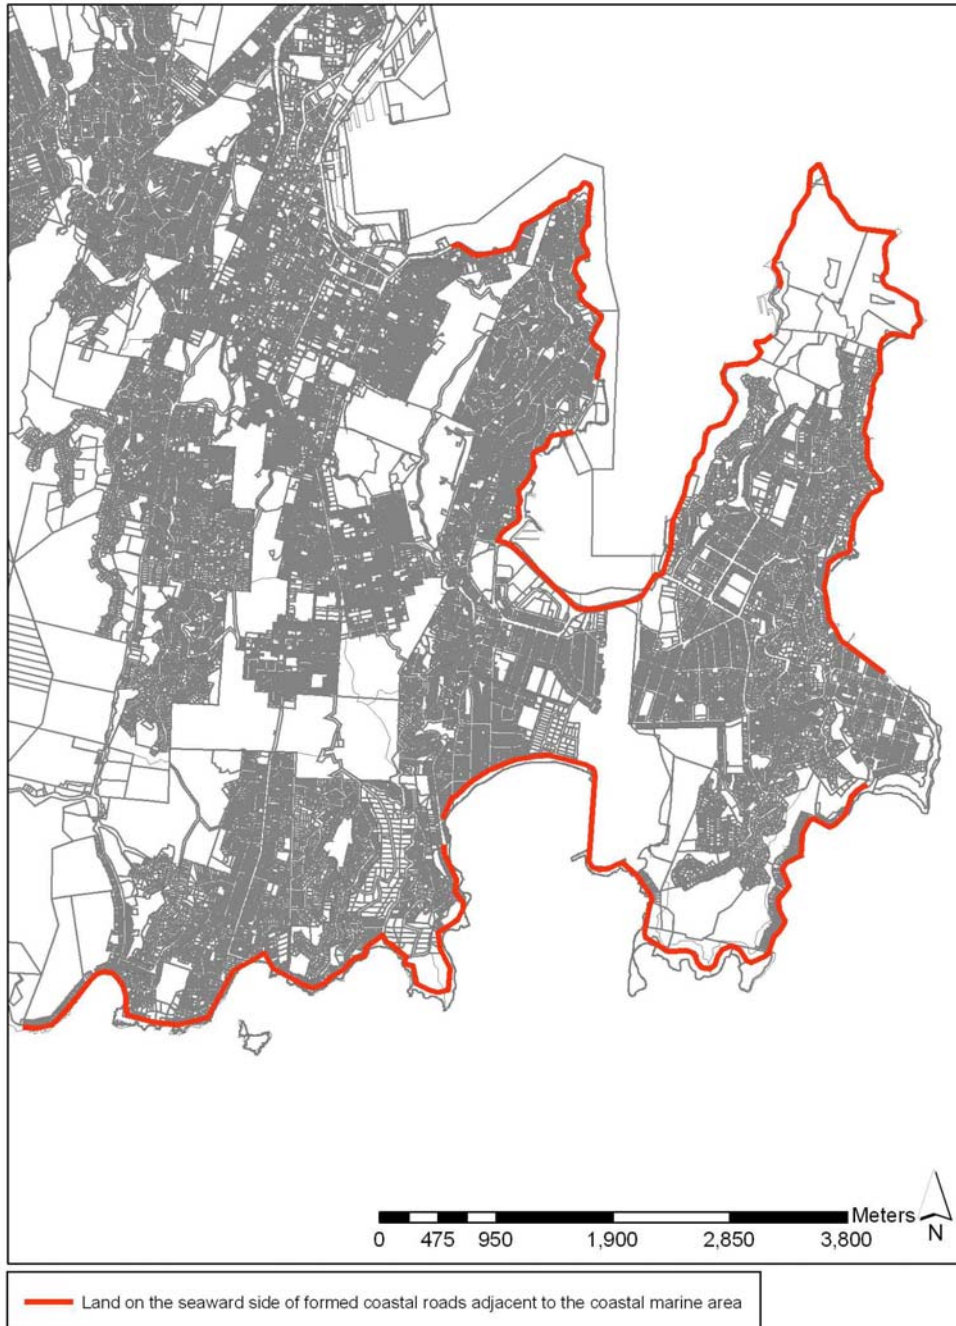 Meters
N
0 475 950 1,900 2,850 3,800
Land on the seaward side of formed coastal roads adjacent to the coastal marine area